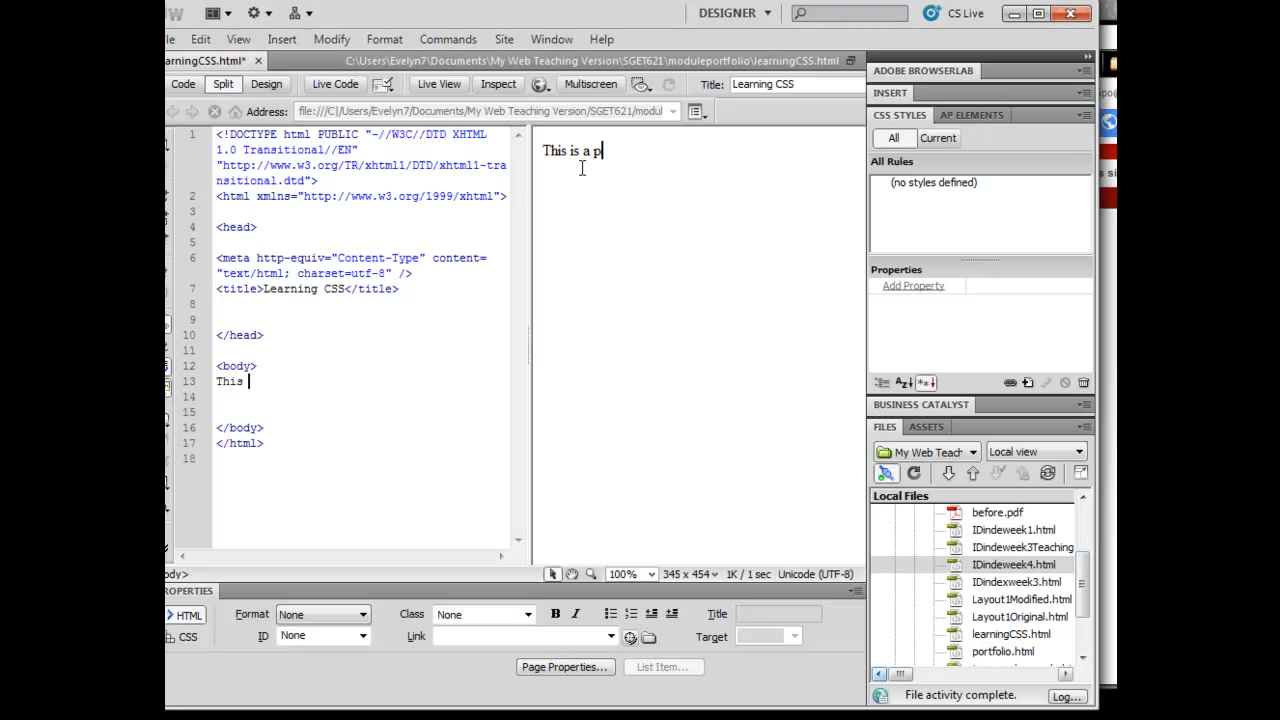 W DESIGNER CS Live
le Edit View Insert Modify Format Commands Site Window Help
earningCSS.html* × C:\Users\Evelyn7\Documents\My Web Teaching Version\SGET621\moduleportfolio\learningCSS.html
Code Split Design Live Code Live View Inspect Multiscreen Title: Learning CSS
Address: file:///C|/Users/Evelyn7/Documents/My Web Teaching Version/SGET621/modul
1 <!DOCTYPE html PUBLIC "-//W3C//DTD XHTML
1.0 Transitional//EN"
"http://www.w3.org/TR/xhtml1/DTD/xhtml1-tra
nsitional.dtd">
2 <html xmlns="http://www.w3.org/1999/xhtml">
3
4 <head>
5
6 <meta http-equiv="Content-Type" content=
"text/html; charset=utf-8" />
7 <title>Learning CSS</title>
8
9
10 </head>
11
12 <body>
13 This
14
15
16 </body>
17 </html>
18
This is a p
ADOBE BROWSERLAB
INSERT
CSS STYLES AP ELEMENTS
All Current
All Rules
(no styles defined)
Properties
Add Property
BUSINESS CATALYST
FILES ASSETS
My Web Teach Local view
Local Files
before.pdf
IDindeweek1.html
IDindeweek3Teaching
IDindeweek4.html
IDindexweek3.html
Layout1Modified.html
Layout1Original.html
learningCSS.html
portfolio.html
File activity complete. Log...
dy> 100% 345 x 454 1K / 1 sec Unicode (UTF-8)
ROPERTIES
HTML Format None Class None B I Title
CSS ID None Link Target
Page Properties... List Item...